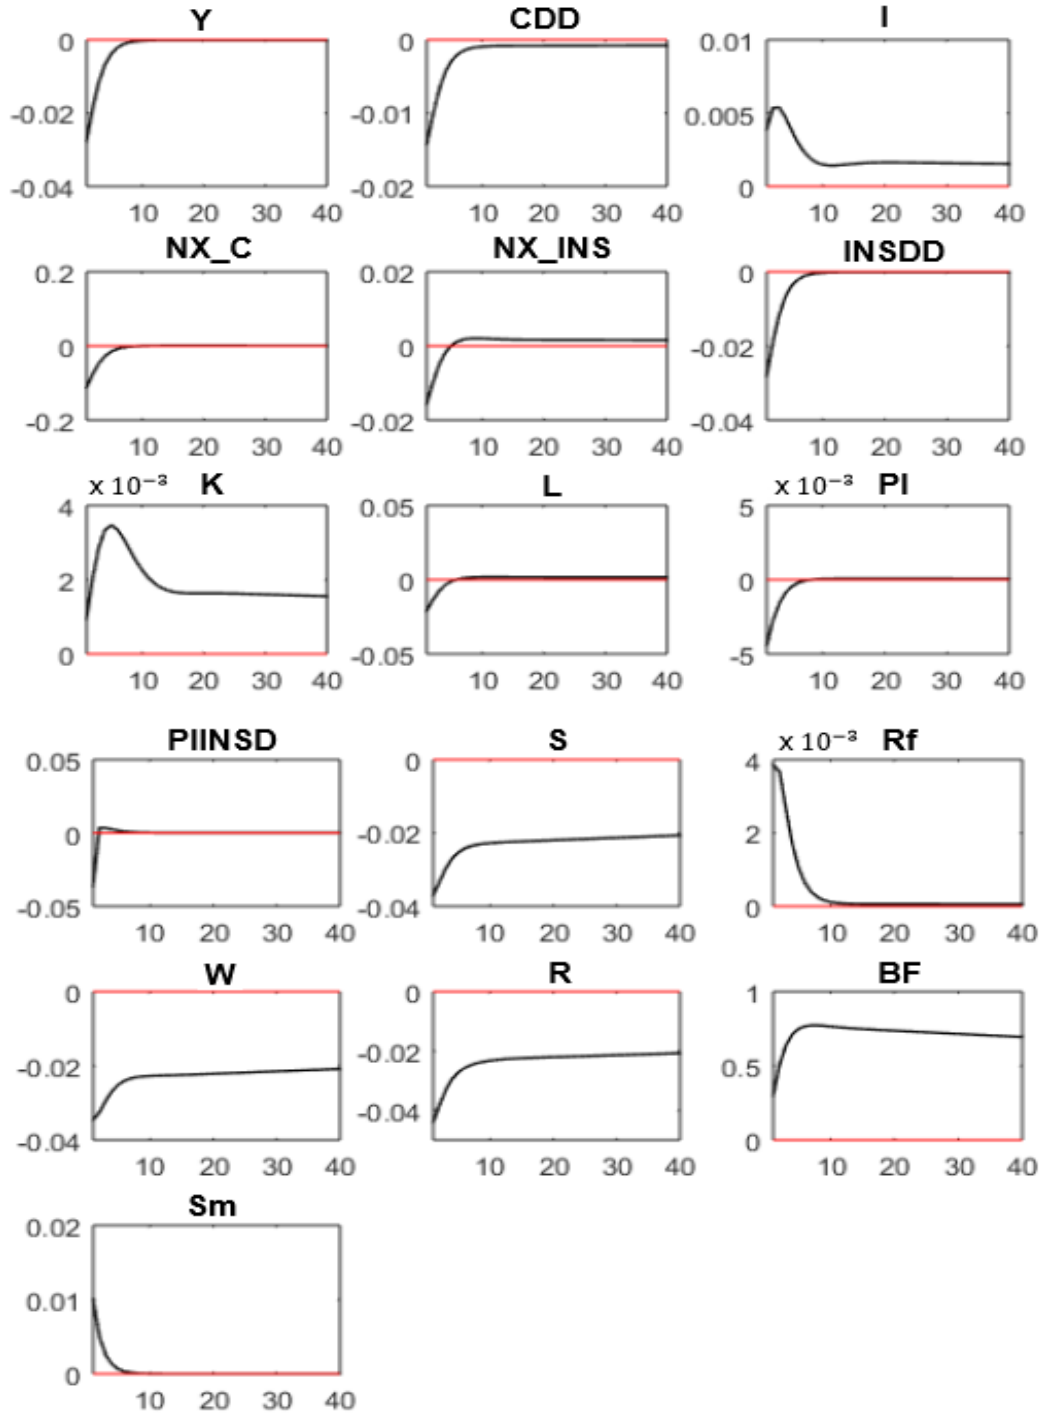 Y CDD I
0 0 0.01
-0.02 -0.01 0.005
-0.04 -0.02 0
10 20 30 40 10 20 30 40 10 20 30 40
NX_C NX_INS INSDD
0.2 0.02 0
0 0 -0.02
-0.2 -0.02 -0.04
10 20 30 40 10 20 30 40 10 20 30 40
x 10⁻³ K L x 10⁻³ PI
4 0.05 5
2 0 0
0 -0.05 -5
10 20 30 40 10 20 30 40 10 20 30 40
PIINSD S x 10⁻³ Rf
0.05 0 4
0 -0.02 2
-0.05 -0.04 0
10 20 30 40 10 20 30 40 10 20 30 40
W R BF
0 0 1
-0.02 -0.02 0.5
-0.04 -0.04 0
10 20 30 40 10 20 30 40 10 20 30 40
Sm
0.02
0.01
0
10 20 30 40